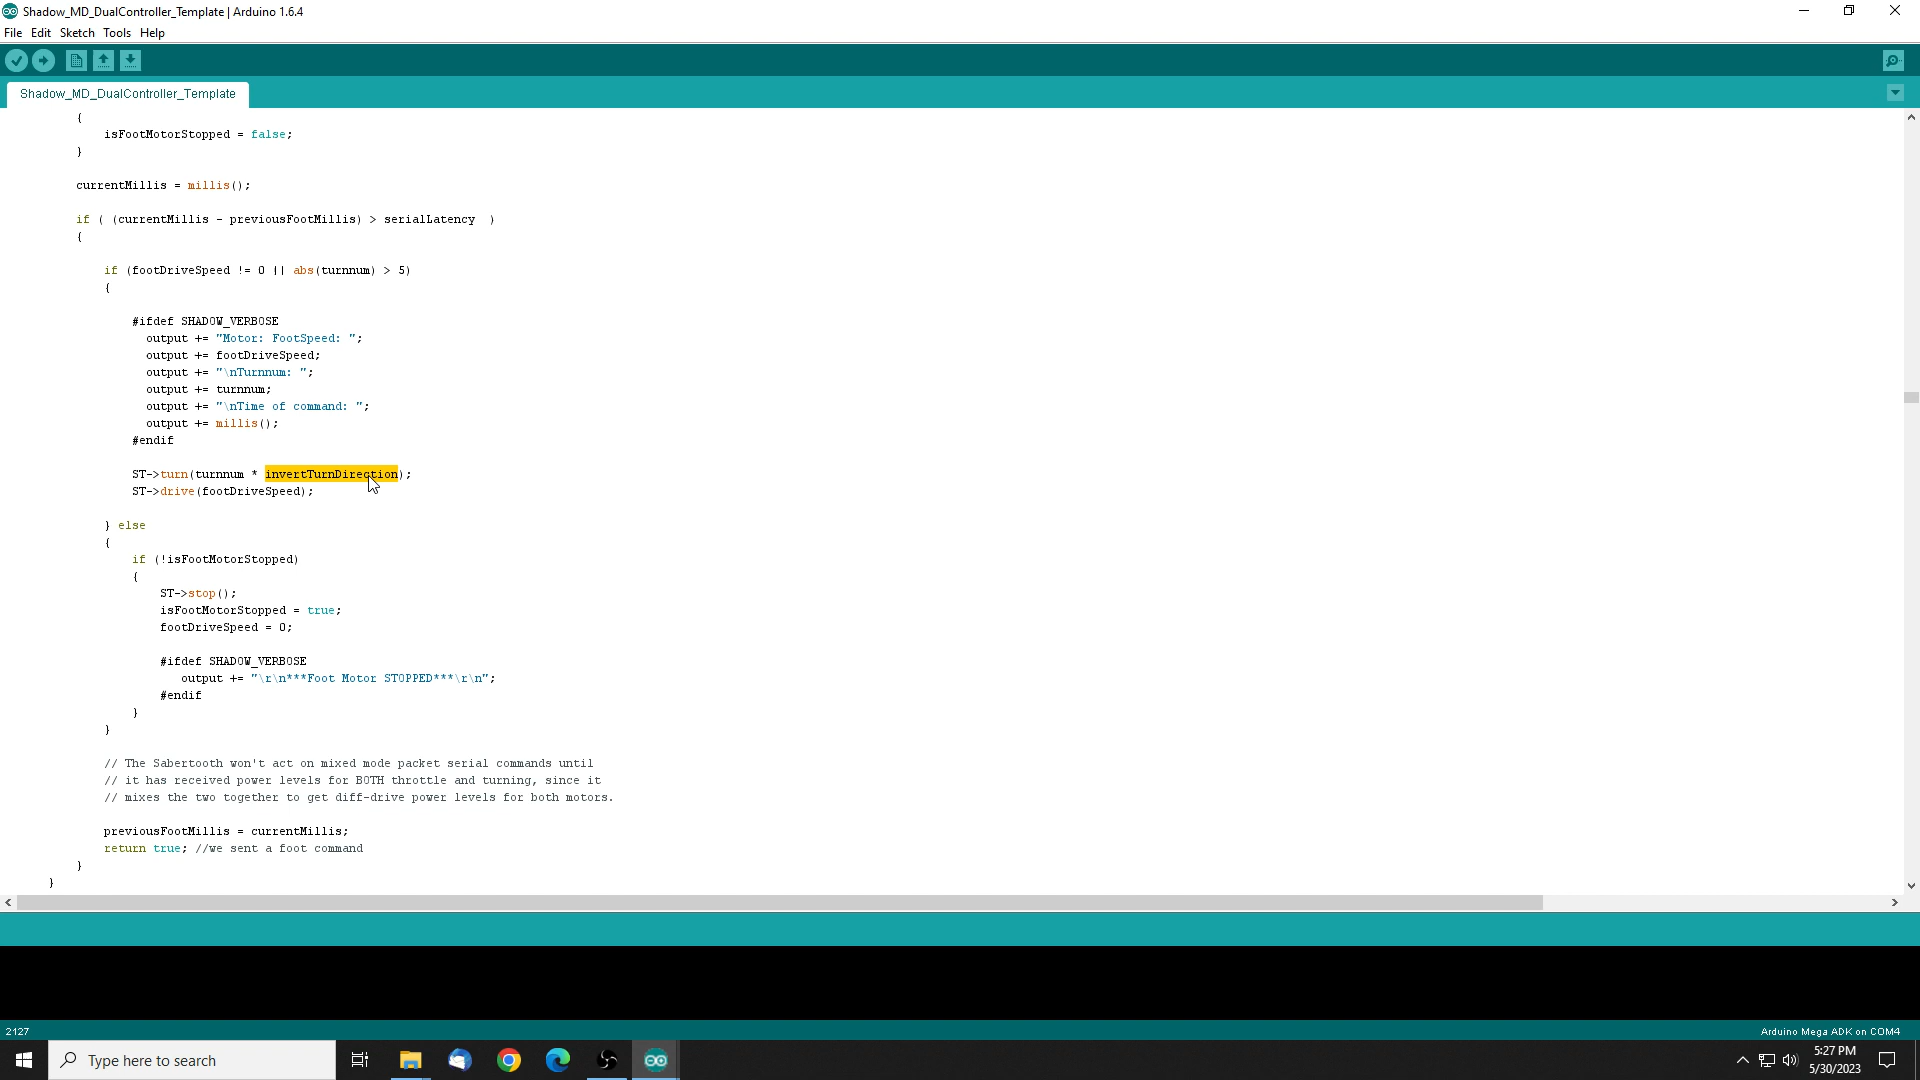 Shadow_MD_DualController_Template | Arduino 1.6.4
File Edit Sketch Tools Help
Shadow_MD_DualController_Template
{
isFootMotorStopped = false;
}
currentMillis = millis();
if ( (currentMillis - previousFootMillis) > serialLatency  )
{
if (footDriveSpeed != 0 || abs(turnnum) > 5)
{
#ifdef SHADOW_VERBOSE
output += "Motor: FootSpeed: ";
output += footDriveSpeed;
output += "\nTurnnum: ";
output += turnnum;
output += "\nTime of command: ";
output += millis();
#endif
ST->turn(turnnum * invertTurnDirection);
ST->drive(footDriveSpeed);
} else
{
if (!isFootMotorStopped)
{
ST->stop();
isFootMotorStopped = true;
footDriveSpeed = 0;
#ifdef SHADOW_VERBOSE
output += "\r\n***Foot Motor STOPPED***\r\n";
#endif
}
}
// The Sabertooth won't act on mixed mode packet serial commands until
// it has received power levels for BOTH throttle and turning, since it
// mixes the two together to get diff-drive power levels for both motors.
previousFootMillis = currentMillis;
return true; //we sent a foot command
}
}
2127
Arduino Mega ADK on COM4
Type here to search
5:27 PM
5/30/2023